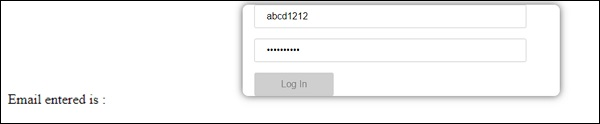 abcd1212
••••••••••
Log In
Email entered is :